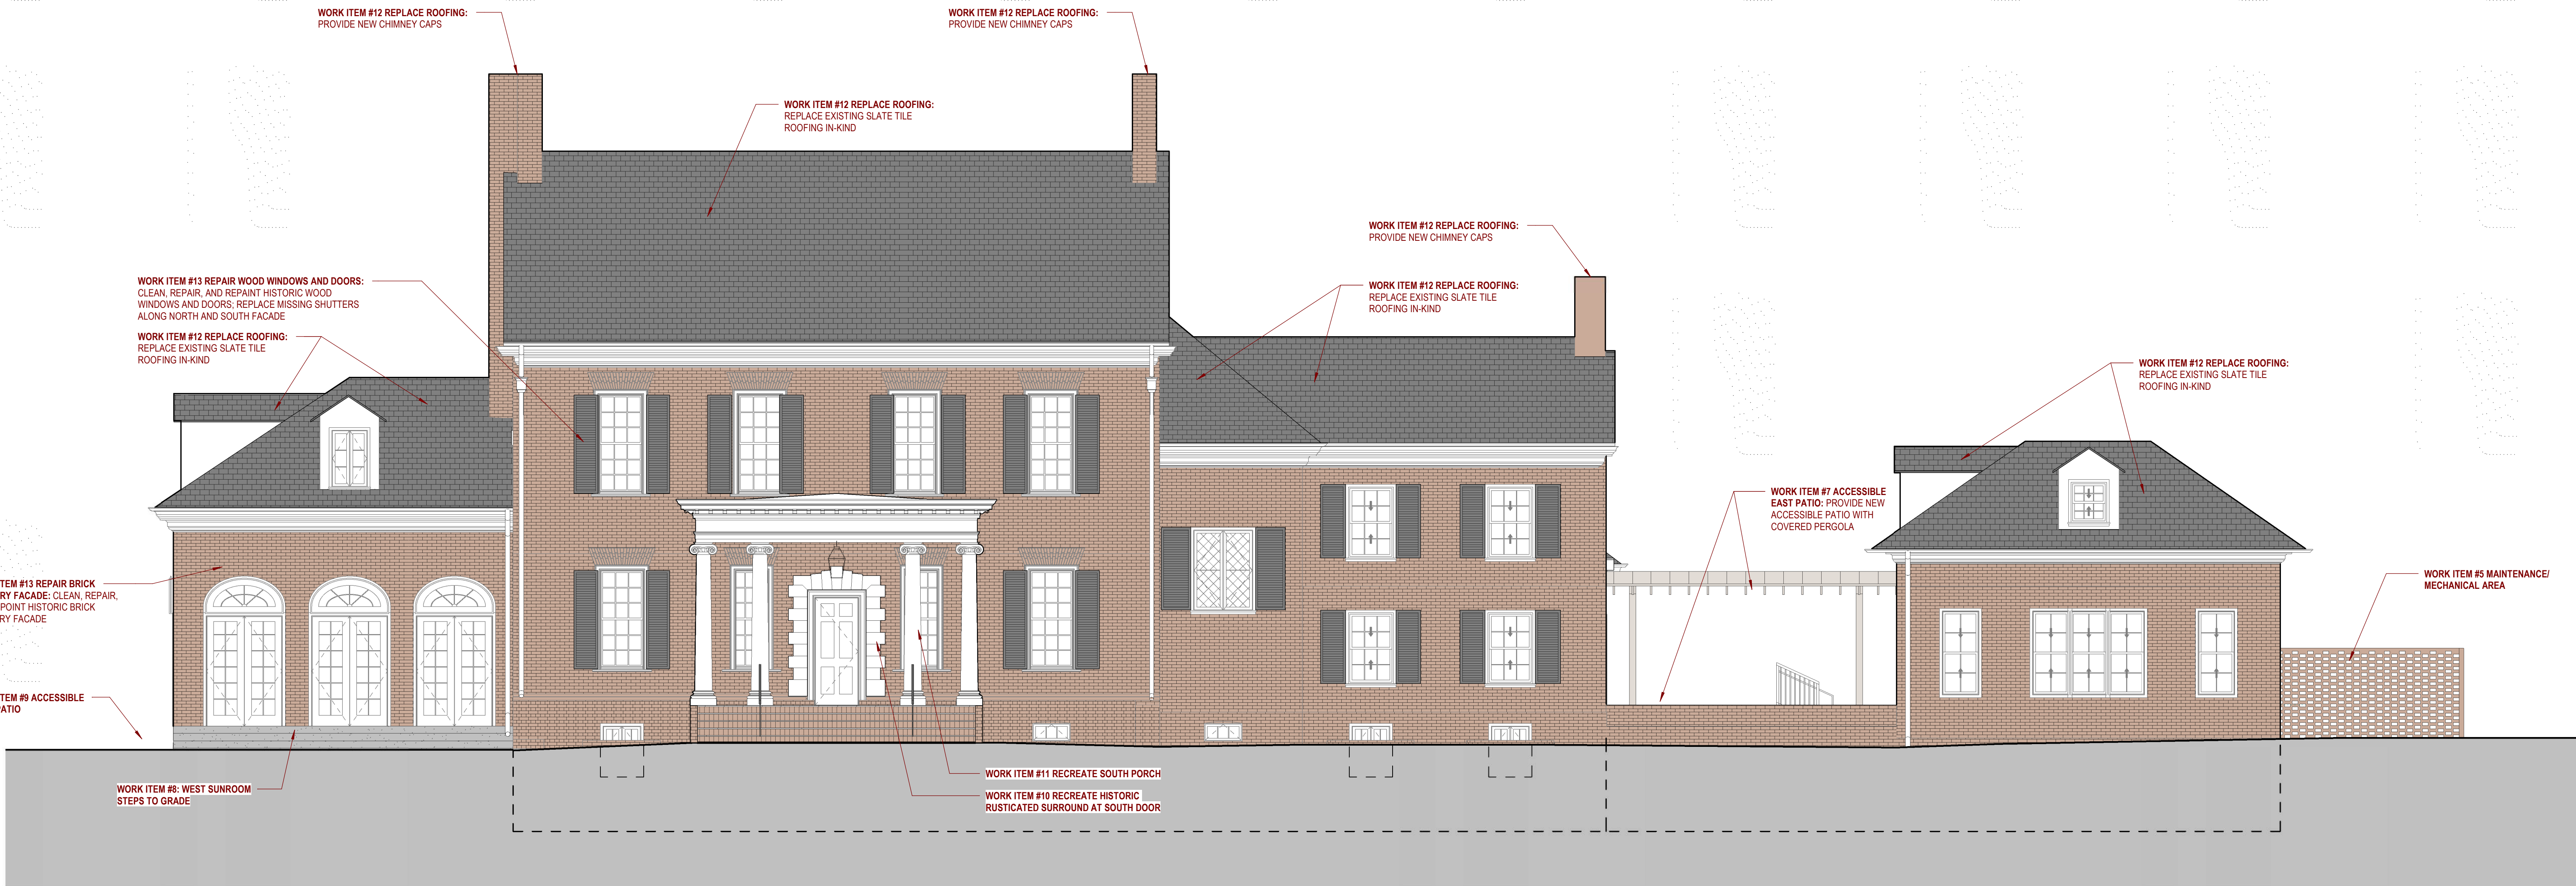 WORK ITEM #12 REPLACE ROOFING:
PROVIDE NEW CHIMNEY CAPS
WORK ITEM #12 REPLACE ROOFING:
PROVIDE NEW CHIMNEY CAPS
WORK ITEM #12 REPLACE ROOFING:
REPLACE EXISTING SLATE TILE
ROOFING IN-KIND
WORK ITEM #12 REPLACE ROOFING:
PROVIDE NEW CHIMNEY CAPS
WORK ITEM #13 REPAIR WOOD WINDOWS AND DOORS:
CLEAN, REPAIR, AND REPAINT HISTORIC WOOD
WINDOWS AND DOORS; REPLACE MISSING SHUTTERS
ALONG NORTH AND SOUTH FACADE
WORK ITEM #12 REPLACE ROOFING:
REPLACE EXISTING SLATE TILE
ROOFING IN-KIND
WORK ITEM #12 REPLACE ROOFING:
REPLACE EXISTING SLATE TILE
ROOFING IN-KIND
WORK ITEM #12 REPLACE ROOFING:
REPLACE EXISTING SLATE TILE
ROOFING IN-KIND
WORK ITEM #7 ACCESSIBLE
EAST PATIO: PROVIDE NEW
ACCESSIBLE PATIO WITH
COVERED PERGOLA
TEM #13 REPAIR BRICK
RY FACADE: CLEAN, REPAIR,
POINT HISTORIC BRICK
RY FACADE
WORK ITEM #5 MAINTENANCE/
MECHANICAL AREA
TEM #9 ACCESSIBLE
ATIO
WORK ITEM #8: WEST SUNROOM
STEPS TO GRADE
WORK ITEM #11 RECREATE SOUTH PORCH
WORK ITEM #10 RECREATE HISTORIC
RUSTICATED SURROUND AT SOUTH DOOR